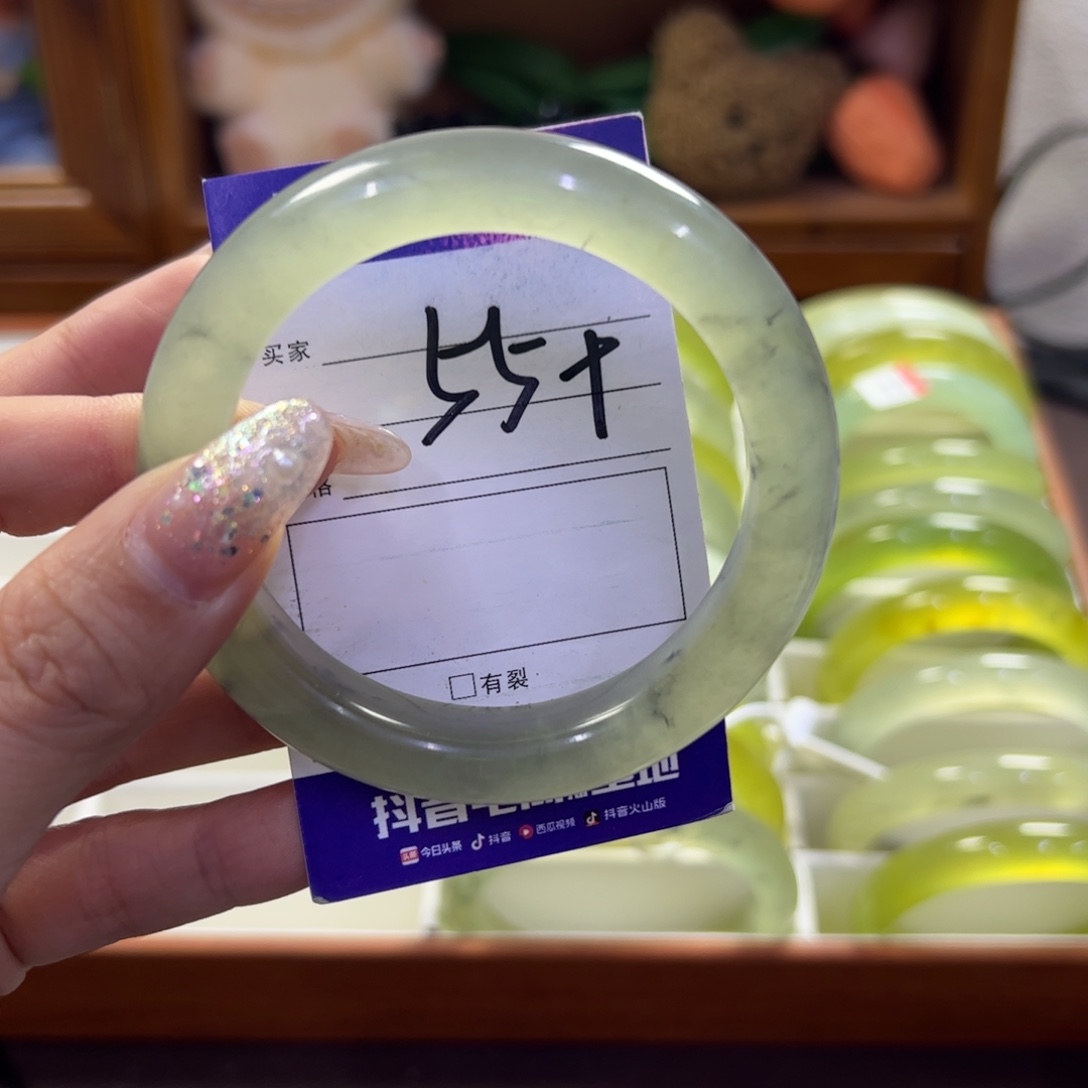 买家
55+
格
有裂
抖音
今日头条 抖音 西瓜视频 抖音火山版